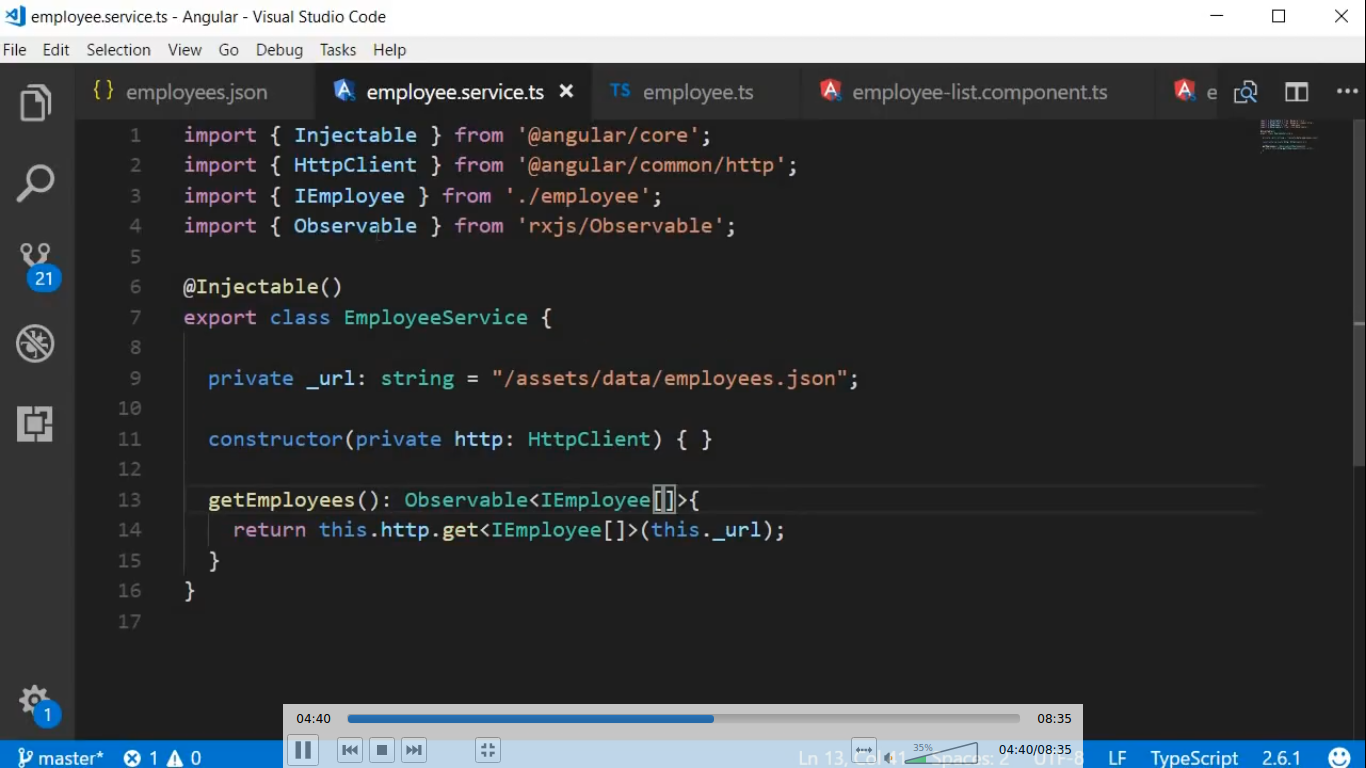 employee.service.ts - Angular - Visual Studio Code
File Edit Selection View Go Debug Tasks Help
{} employees.json employee.service.ts × TS employee.ts employee-list.component.ts e
1 import { Injectable } from '@angular/core';
2 import { HttpClient } from '@angular/common/http';
3 import { IEmployee } from './employee';
4 import { Observable } from 'rxjs/Observable';
5
6 @Injectable()
7 export class EmployeeService {
8
9 private _url: string = "/assets/data/employees.json";
10
11 constructor(private http: HttpClient) { }
12
13 getEmployees(): Observable<IEmployee[]>{
14 return this.http.get<IEmployee[]>(this._url);
15 }
16 }
17
21
1
04:40 08:35
35% 04:40/08:35
master* 1 0 Ln 13, Col 41 Spaces: 2 UTF-8 LF TypeScript 2.6.1